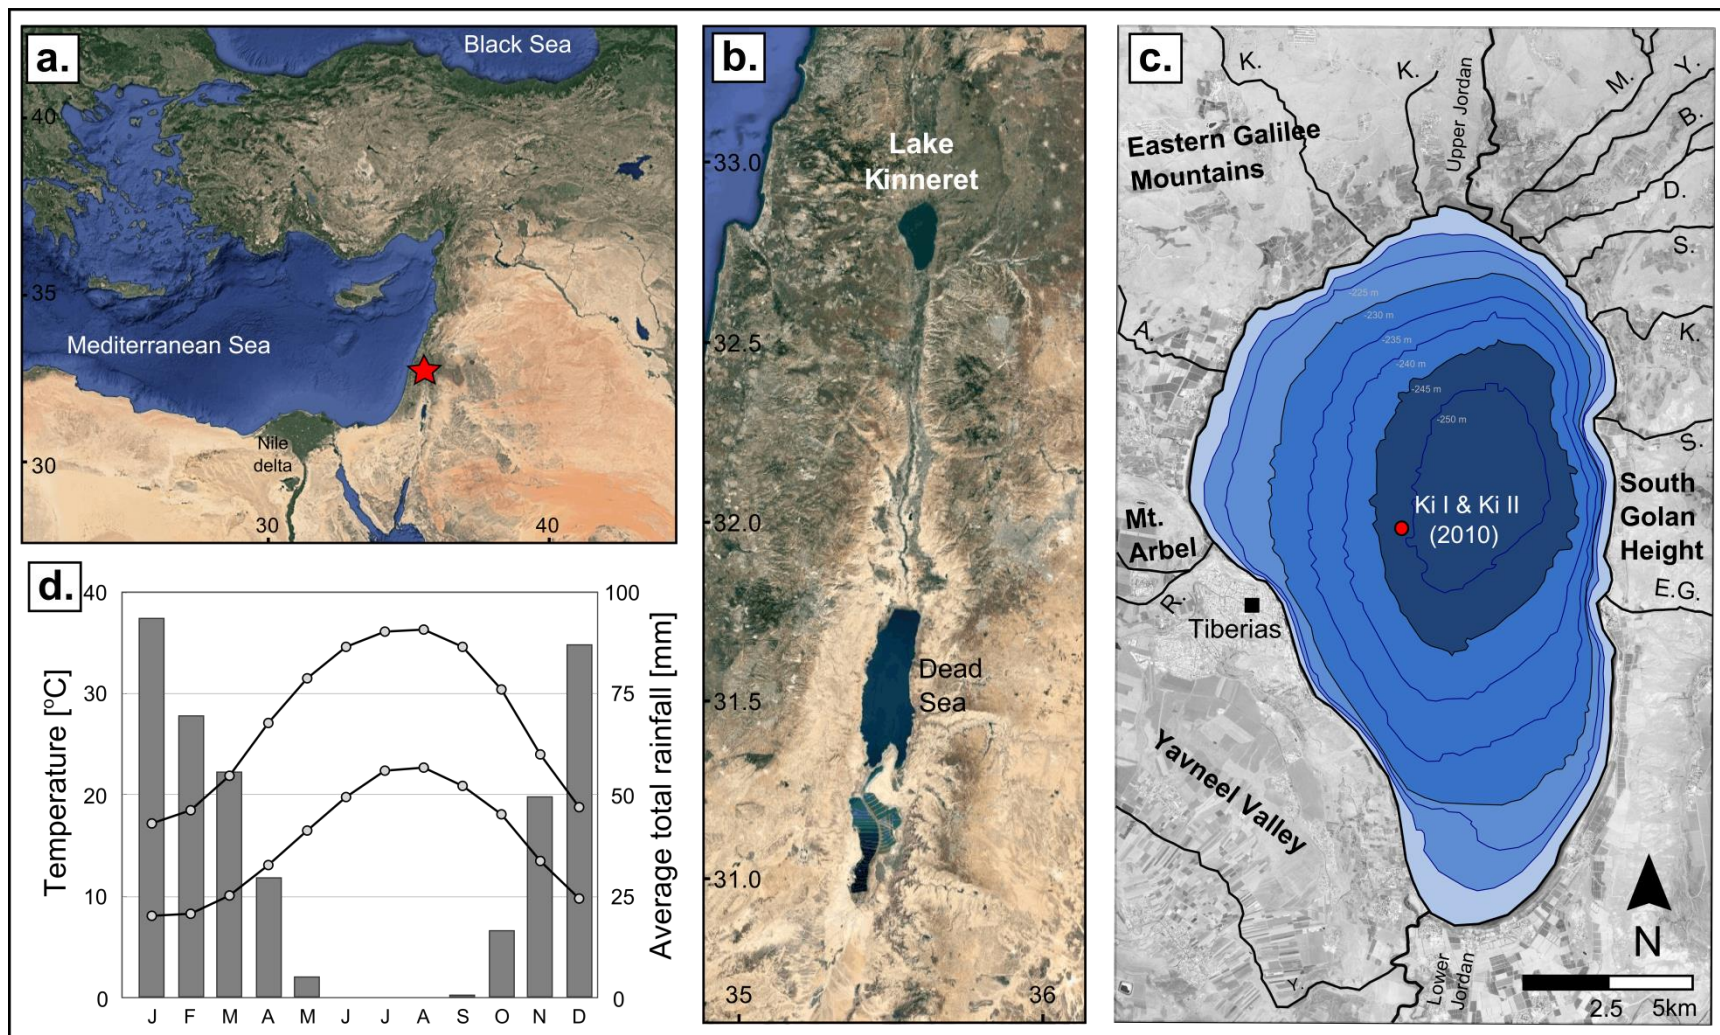 a.
Black Sea
40
35
Mediterranean Sea
Nile
delta
30
30
40
b.
33.0
Lake
Kinneret
32.5
32.0
31.5
Dead
Sea
31.0
35
36
c.
K.
K.
Upper Jordan
M.
Y.
B.
D.
S.
K.
S.
Eastern Galilee
Mountains
A.
-225 m
-230 m
-235 m
-240 m
-245 m
-250 m
Ki I & Ki II
(2010)
South
Golan
Height
E.G.
Mt.
Arbel
R.
Tiberias
Yavneel Valley
Y.
Lower
Jordan
N
2.5
5km
d.
Temperature [ºC]
40
30
20
10
0
100
75
50
25
0
Average total rainfall [mm]
J
F
M
A
M
J
J
A
S
O
N
D